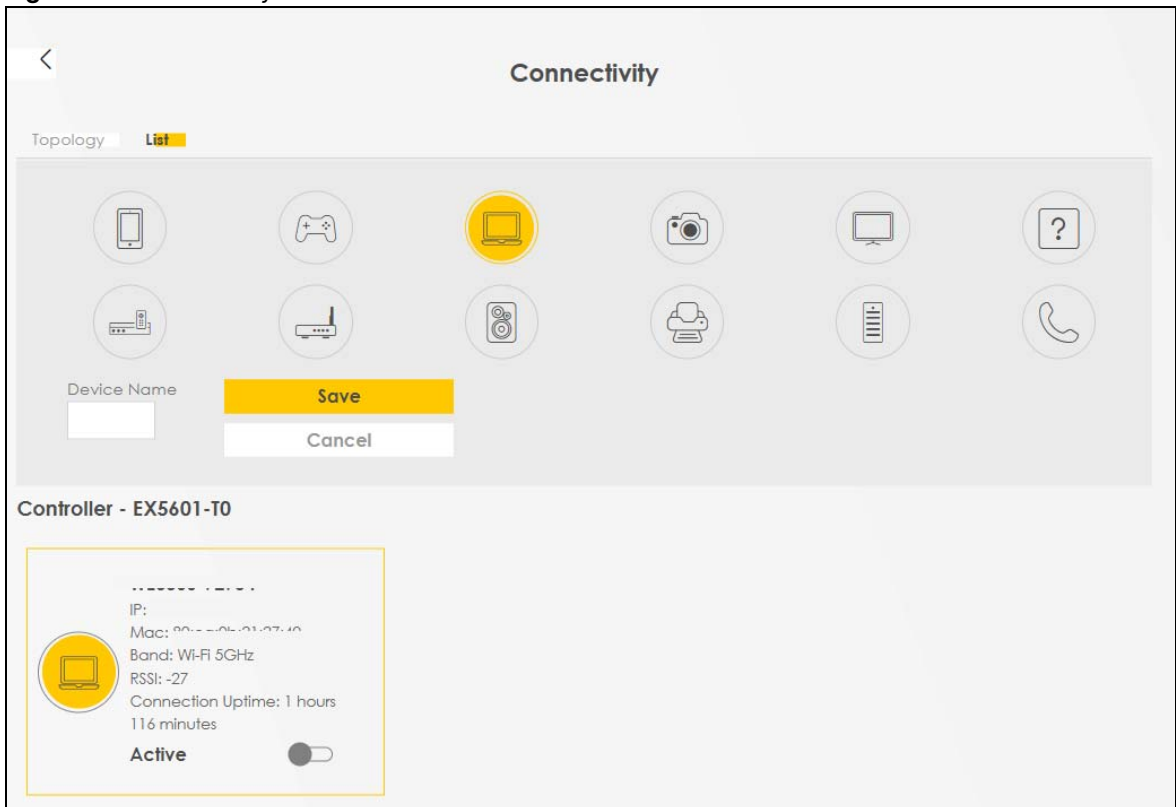 Connectivity
Topology List
?
Device Name
Save
Cancel
Controller - EX5601-T0
IP:
Mac:
Band: Wi-Fi 5GHz
RSSI: -27
Connection Uptime: 1 hours
116 minutes
Active